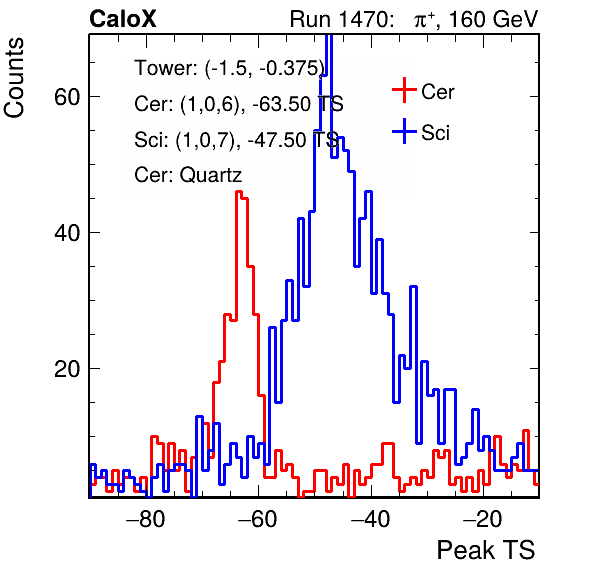 CaloX Run 1470: π⁺, 160 GeV
Counts
Tower: (-1.5, -0.375)
Cer: (1,0,6), -63.50 TS
Sci: (1,0,7), -47.50 TS
Cer: Quartz
Cer
Sci
60
40
20
−80 −60 −40 −20
Peak TS